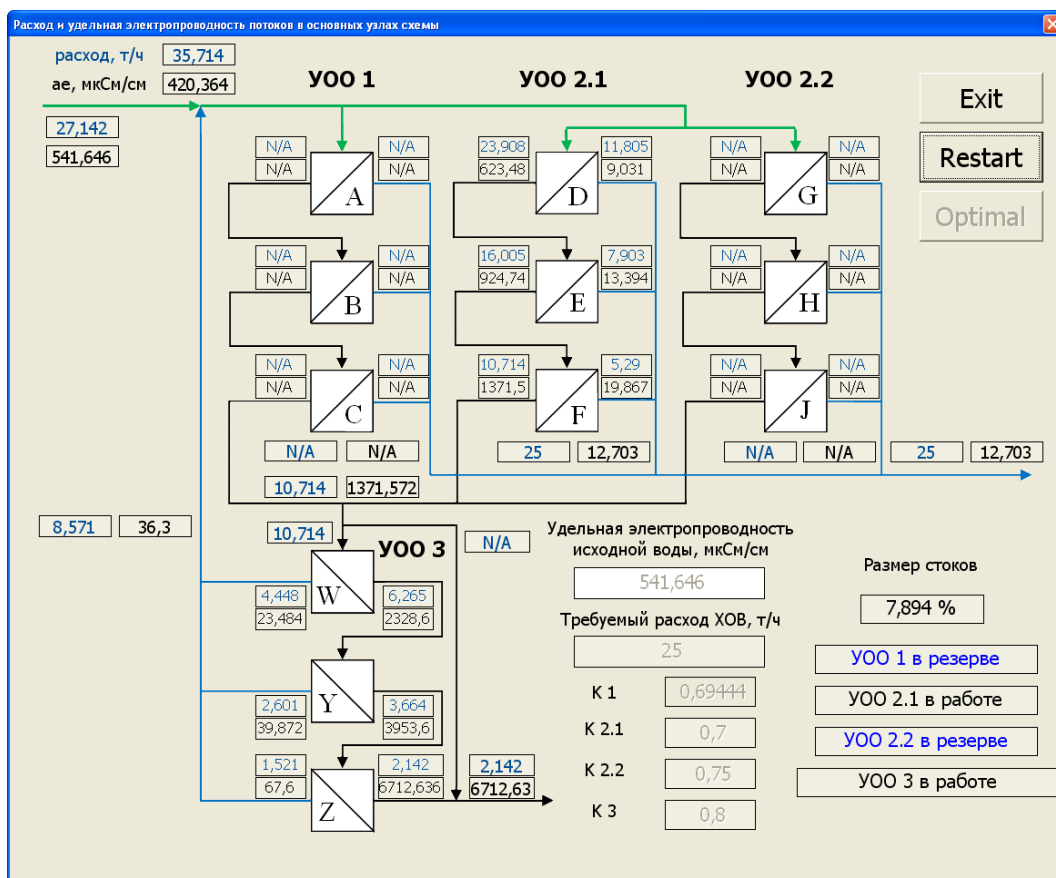 Расход и удельная электропроводность потоков в основных узлах схемы
расход, т/ч 35,714
ае, мкСм/см 420,364
УОО 1 УОО 2.1 УОО 2.2
Exit
Restart
Optimal
27,142
541,646
N/A N/A 23,908 11,805 N/A N/A
N/A N/A 623,48 9,031 N/A N/A
A D G
N/A N/A 16,005 7,903 N/A N/A
N/A N/A 924,74 13,394 N/A N/A
B E H
N/A N/A 10,714 5,29 N/A N/A
N/A N/A 1371,5 19,867 N/A N/A
C F J
N/A N/A 25 12,703 N/A N/A 25 12,703
10,714 1371,572
8,571 36,3
10,714 УОО 3 N/A
W
4,448 6,265
23,484 2328,6
Y
2,601 3,664
39,872 3953,6
Z
1,521 2,142 2,142
67,6 6712,636 6712,63
Удельная электропроводность
исходной воды, мкСм/см
541,646
Требуемый расход ХОВ, т/ч
25
К 1 0,69444
К 2.1 0,7
К 2.2 0,75
К 3 0,8
Размер стоков
7,894 %
УОО 1 в резерве
УОО 2.1 в работе
УОО 2.2 в резерве
УОО 3 в работе